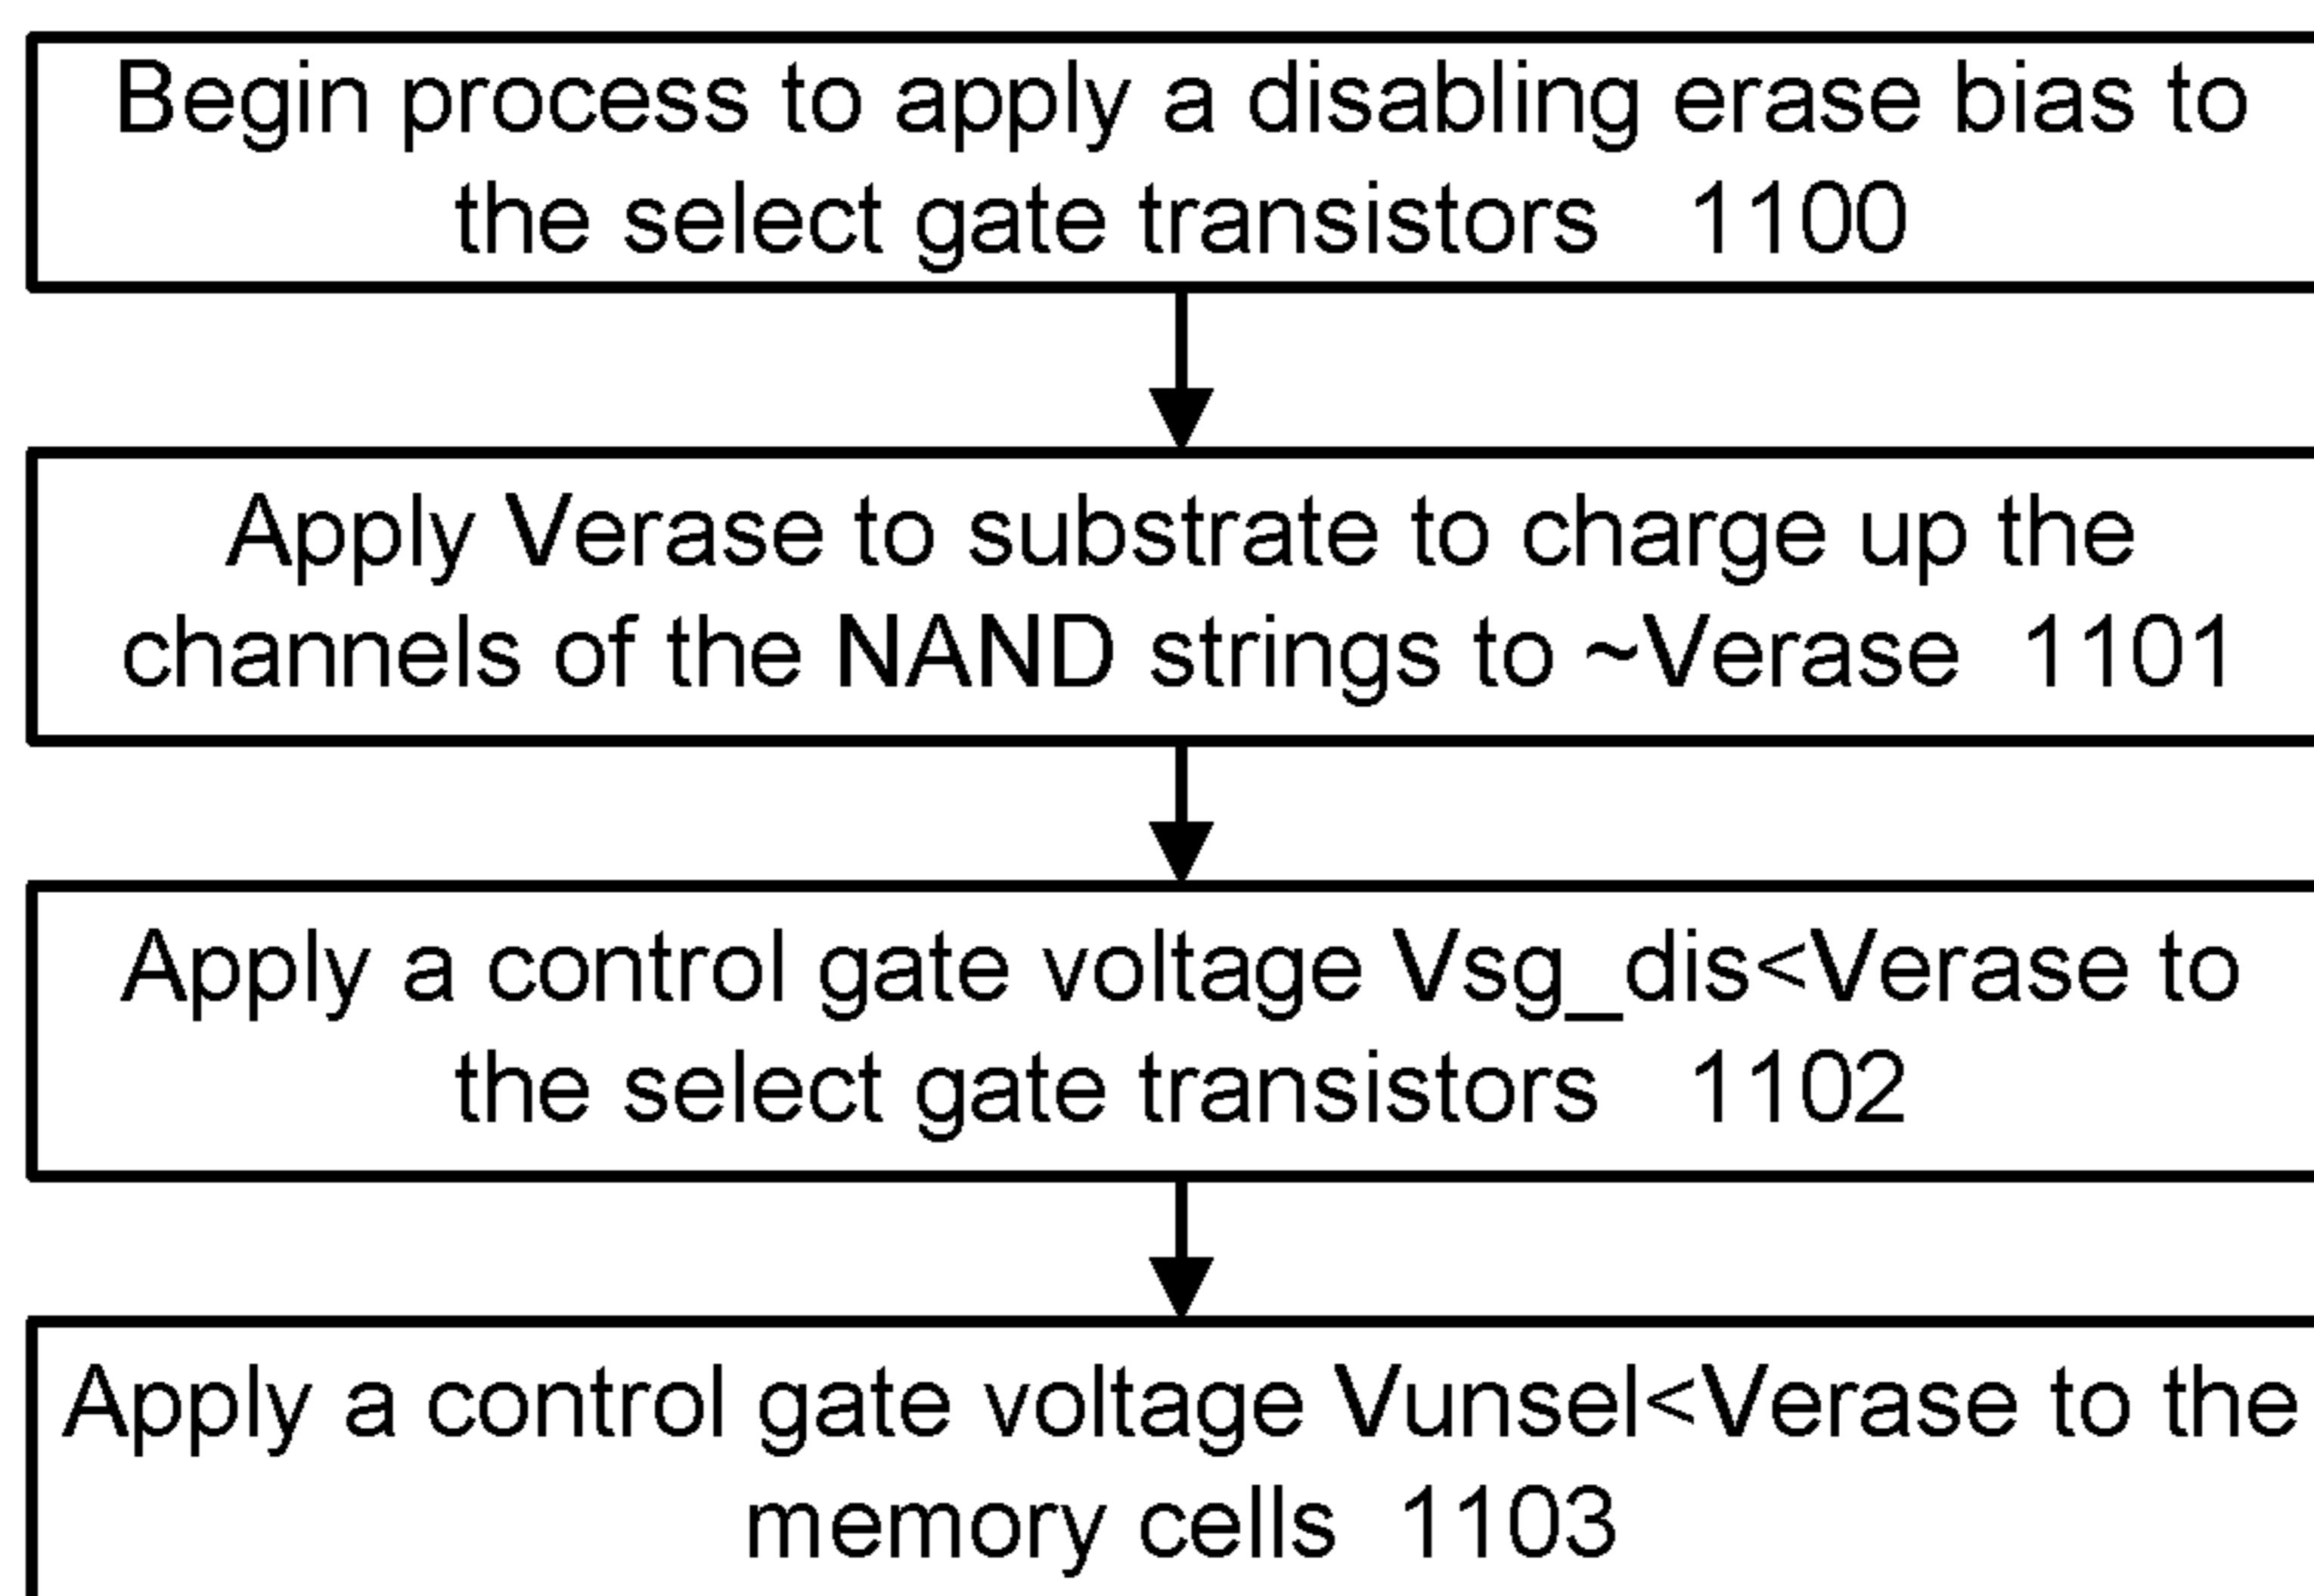 Begin process to apply a disabling erase bias to
the select gate transistors 1100
Apply Verase to substrate to charge up the
channels of the NAND strings to ~Verase 1101
Apply a control gate voltage Vsg_dis<Verase to
the select gate transistors 1102
Apply a control gate voltage Vunsel<Verase to the
memory cells 1103